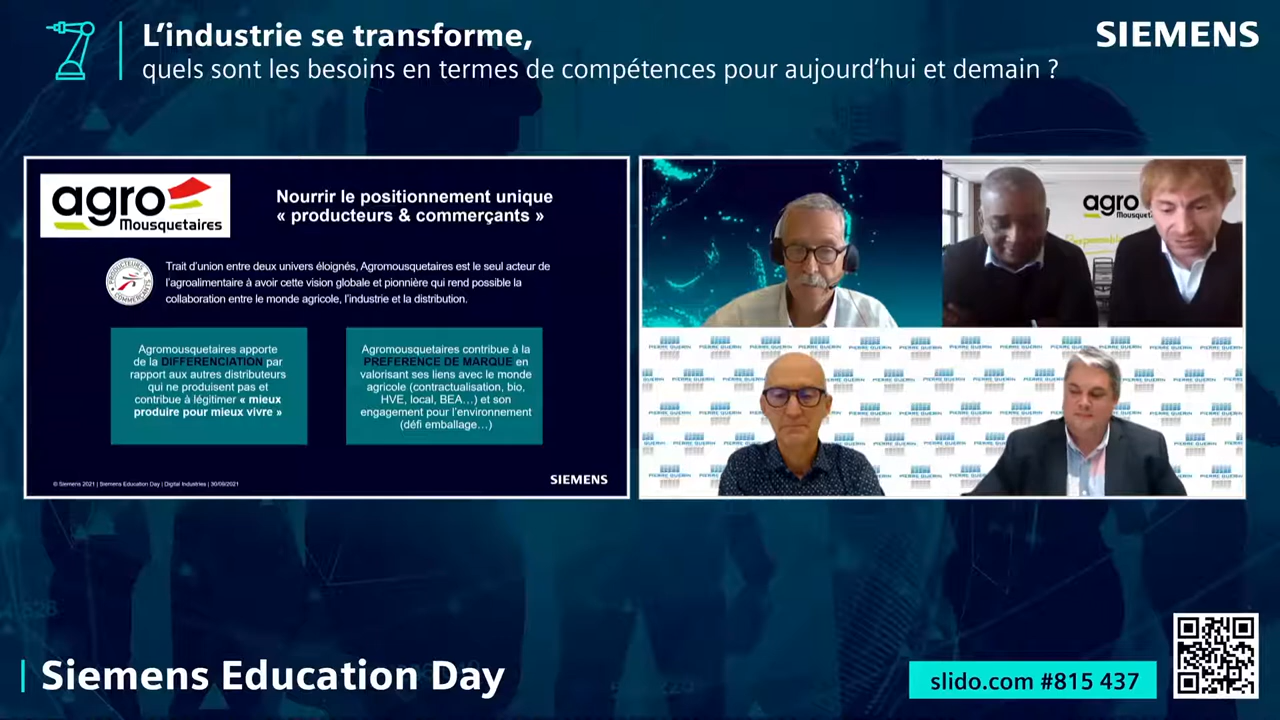 L’industrie se transforme,
quels sont les besoins en termes de compétences pour aujourd’hui et demain ?
SIEMENS
agro
Mousquetaires
Nourrir le positionnement unique
« producteurs & commerçants »
PRODUCTEURS &
COMMERÇANTS
Trait d’union entre deux univers éloignés, Agromousquetaires est le seul acteur de
l’agroalimentaire à avoir cette vision globale et pionnière qui rend possible la
collaboration entre le monde agricole, l’industrie et la distribution.
Agromousquetaires apporte
de la DIFFERENCIATION par
rapport aux autres distributeurs
qui ne produisent pas et
contribue à légitimer « mieux
produire pour mieux vivre »
Agromousquetaires contribue à la
PREFERENCE DE MARQUE en
valorisant ses liens avec le monde
agricole (contractualisation, bio,
HVE, local, BEA…) et son
engagement pour l’environnement
(défi emballage…)
© Siemens 2021 | Siemens Education Day | Digital Industries | 30/09/2021
SIEMENS
agro
PIERRE GUERIN
Siemens Education Day
slido.com #815 437